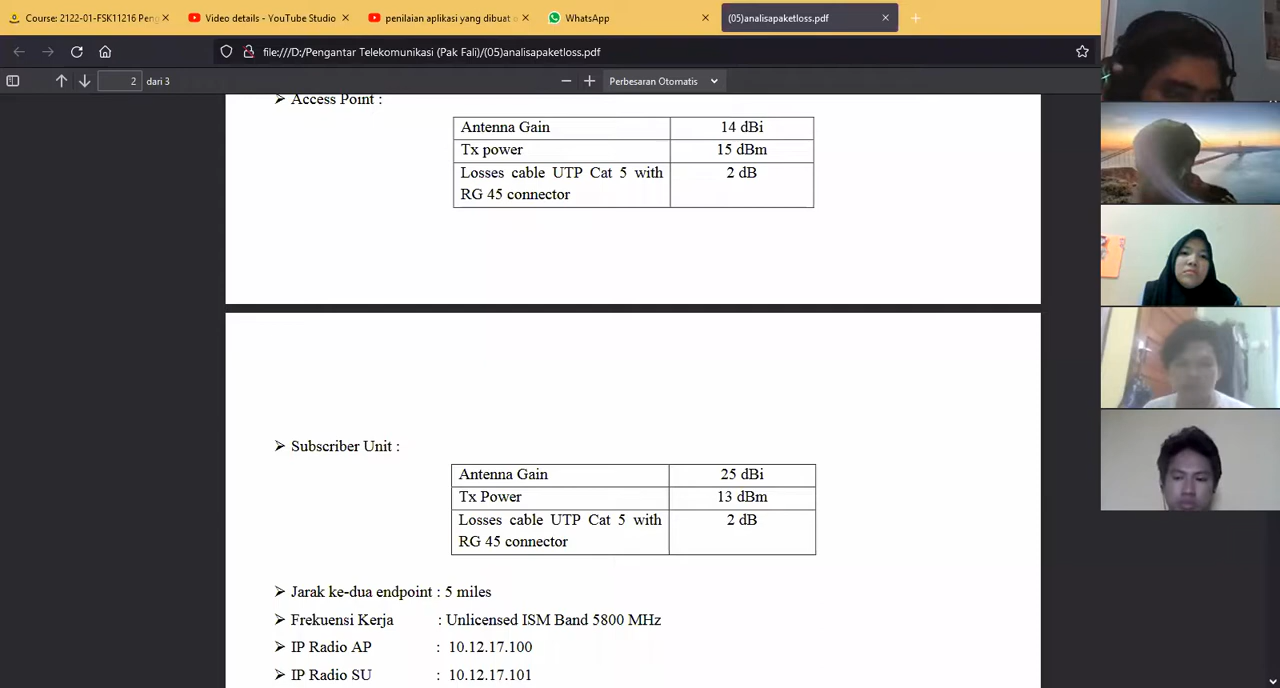 Course: 2122-01-FSK11216 Peng
Video details - YouTube Studio
penilaian aplikasi yang dibuat o
WhatsApp
(05)analisapaketloss.pdf
file:///D:/Pengantar Telekomunikasi (Pak Fali)/(05)analisapaketloss.pdf
2 dari 3
Perbesaran Otomatis
➢ Access Point :
Antenna Gain 14 dBi
Tx power 15 dBm
Losses cable UTP Cat 5 with 2 dB
RG 45 connector
➢ Subscriber Unit :
Antenna Gain 25 dBi
Tx Power 13 dBm
Losses cable UTP Cat 5 with 2 dB
RG 45 connector
➢ Jarak ke-dua endpoint : 5 miles
➢ Frekuensi Kerja : Unlicensed ISM Band 5800 MHz
➢ IP Radio AP : 10.12.17.100
➢ IP Radio SU : 10.12.17.101